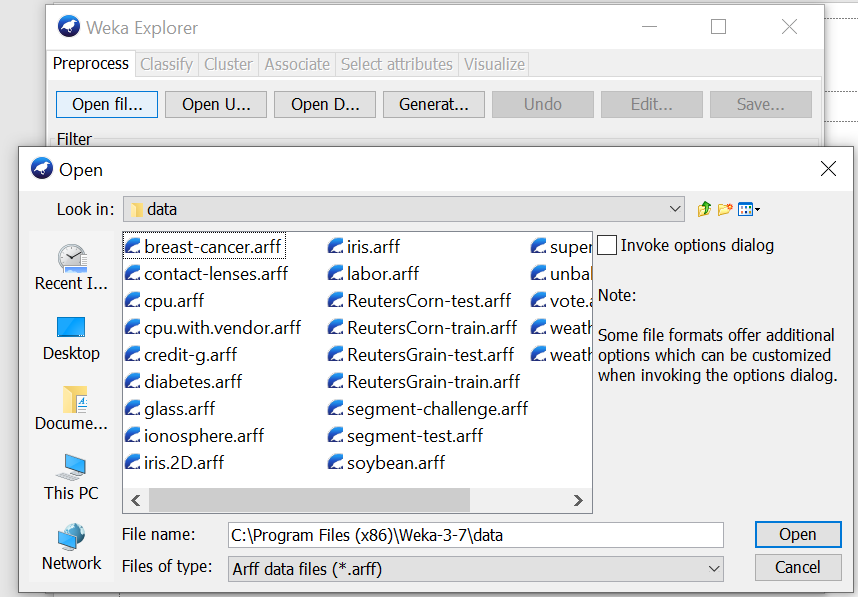 Weka Explorer
Preprocess Classify Cluster Associate Select attributes Visualize
Open fil... Open U... Open D... Generat... Undo Edit... Save...
Filter
Open
Look in: data
Recent I...
Desktop
Docume...
This PC
Network
breast-cancer.arff
contact-lenses.arff
cpu.arff
cpu.with.vendor.arff
credit-g.arff
diabetes.arff
glass.arff
ionosphere.arff
iris.2D.arff
iris.arff
labor.arff
ReutersCorn-test.arff
ReutersCorn-train.arff
ReutersGrain-test.arff
ReutersGrain-train.arff
segment-challenge.arff
segment-test.arff
soybean.arff
super
unbal
vote.a
weath
weath
Invoke options dialog
Note:
Some file formats offer additional
options which can be customized
when invoking the options dialog.
File name: C:\Program Files (x86)\Weka-3-7\data
Files of type: Arff data files (*.arff)
Open
Cancel